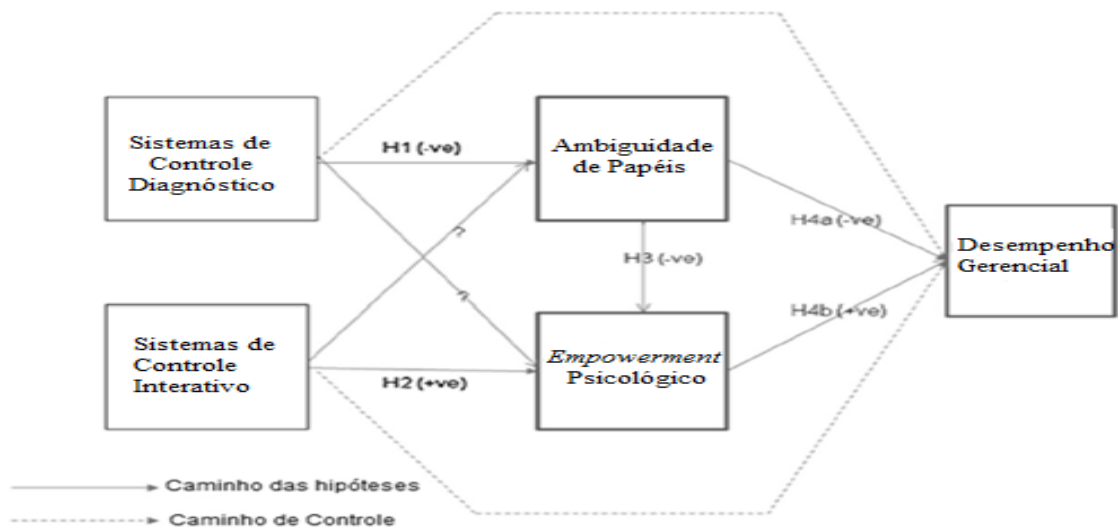 Sistemas de
Controle
Diagnóstico
H1 (-ve)
Ambiguidade
de Papéis
?
H3 (-ve)
H4a (-ve)
Desempenho
Gerencial
?
Sistemas de
Controle
Interativo
H2 (+ve)
Empowerment
Psicológico
H4b (+ve)
Caminho das hipóteses
Caminho de Controle